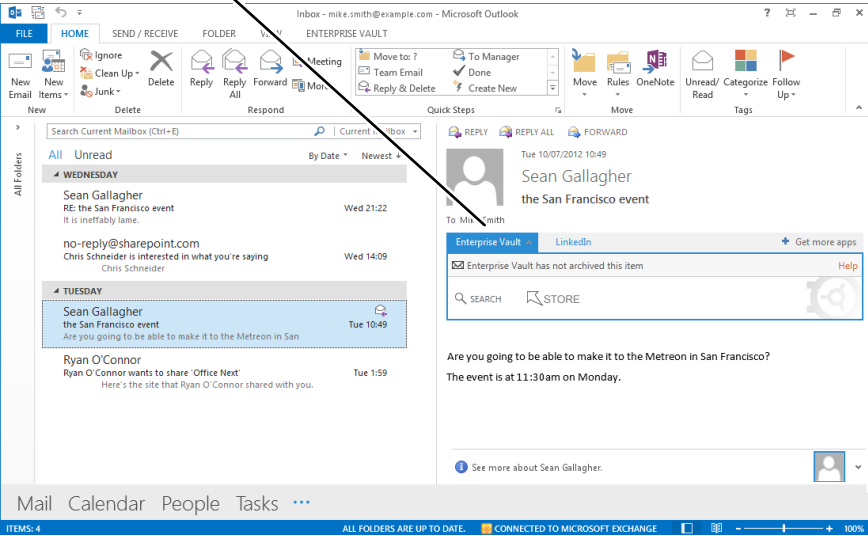 Inbox - mike.smith@example.com - Microsoft Outlook
FILE HOME SEND / RECEIVE FOLDER VIEW ENTERPRISE VAULT
New Email
New Items
New
Ignore
Clean Up
Junk
Delete
Delete
Reply
Reply All
Forward
Meeting
More
Respond
Move to: ?
Team Email
Reply & Delete
To Manager
Done
Create New
Quick Steps
Move
Rules
OneNote
Move
Unread/ Read
Categorize
Follow Up
Tags
All Folders
Search Current Mailbox (Ctrl+E)
Current Mailbox
All Unread
By Date Newest
WEDNESDAY
Sean Gallagher
RE: the San Francisco event Wed 21:22
It is ineffably lame.
no-reply@sharepoint.com
Chris Schneider is interested in what you're saying Wed 14:09
Chris Schneider
TUESDAY
Sean Gallagher
the San Francisco event Tue 10:49
Are you going to be able to make it to the Metreon in San
Ryan O'Connor
Ryan O'Connor wants to share 'Office Next' Tue 1:59
Here's the site that Ryan O'Connor shared with you.
REPLY REPLY ALL FORWARD
Tue 10/07/2012 10:49
Sean Gallagher
the San Francisco event
To Mike Smith
Enterprise Vault LinkedIn + Get more apps
Enterprise Vault has not archived this item Help
SEARCH STORE
Are you going to be able to make it to the Metreon in San Francisco?
The event is at 11:30am on Monday.
See more about Sean Gallagher.
Mail Calendar People Tasks ...
ITEMS: 4 ALL FOLDERS ARE UP TO DATE. CONNECTED TO MICROSOFT EXCHANGE 100%